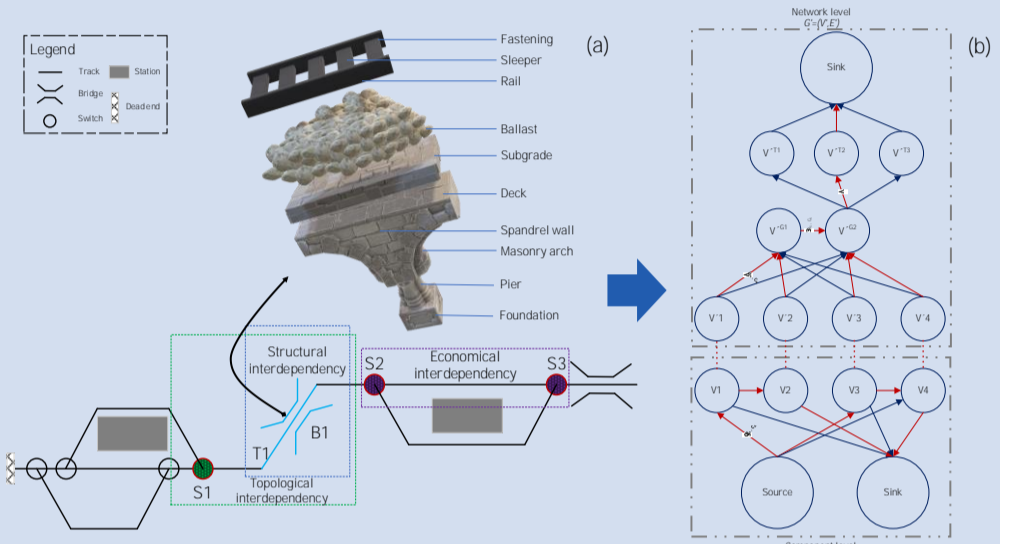 Legend
Track
Station
Bridge
Dead end
Switch
Fastening
Sleeper
Rail
Ballast
Subgrade
Deck
Spandrel wall
Masonry arch
Pier
Foundation
(a)
Structural
interdependency
Economical
interdependency
S2
S3
B1
T1
S1
Topological
interdependency
Network level
G'=(V',E')
(b)
Sink
V'T1
V'T2
V'T3
V'G1
V'G2
V'1
V'2
V'3
V'4
V1
V2
V3
V4
Source
Sink